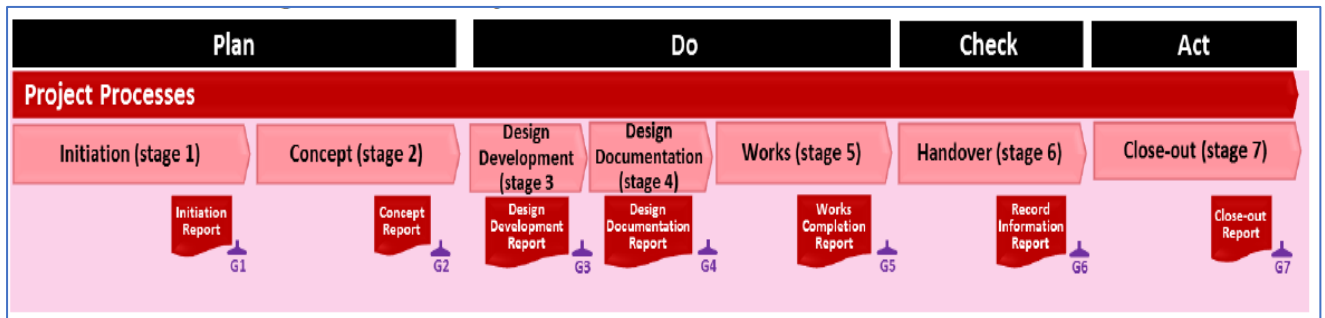 Plan
Do
Check
Act
Project Processes
Initiation (stage 1)
Concept (stage 2)
Design
Development
(stage 3
Design
Documentation
(stage 4)
Works (stage 5)
Handover (stage 6)
Close-out (stage 7)
Initiation
Report
G1
Concept
Report
G2
Design
Development
Report
G3
Design
Documentation
Report
G4
Works
Completion
Report
G5
Record
Information
Report
G6
Close-out
Report
G7